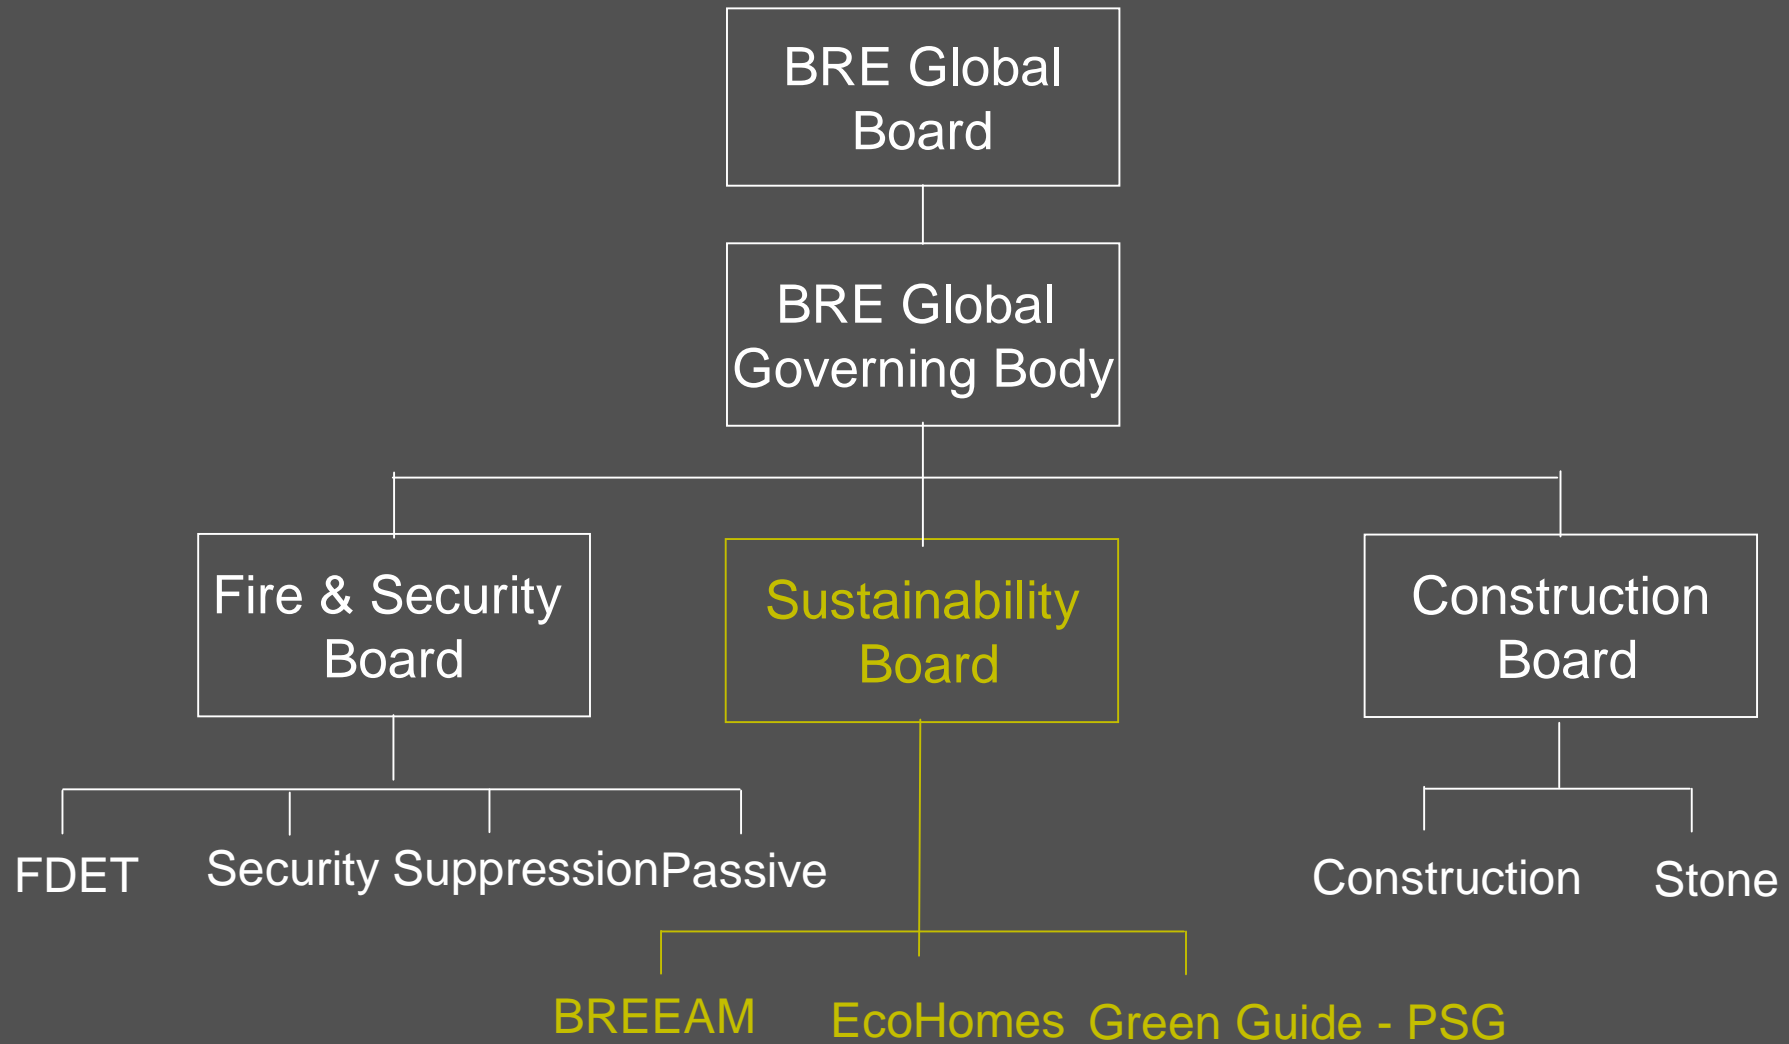 BRE Global
Board
BRE Global
Governing Body
Fire & Security
Board
Sustainability
Board
Construction
Board
FDET
Security
Suppression
Passive
Construction
Stone
BREEAM
EcoHomes
Green Guide - PSG